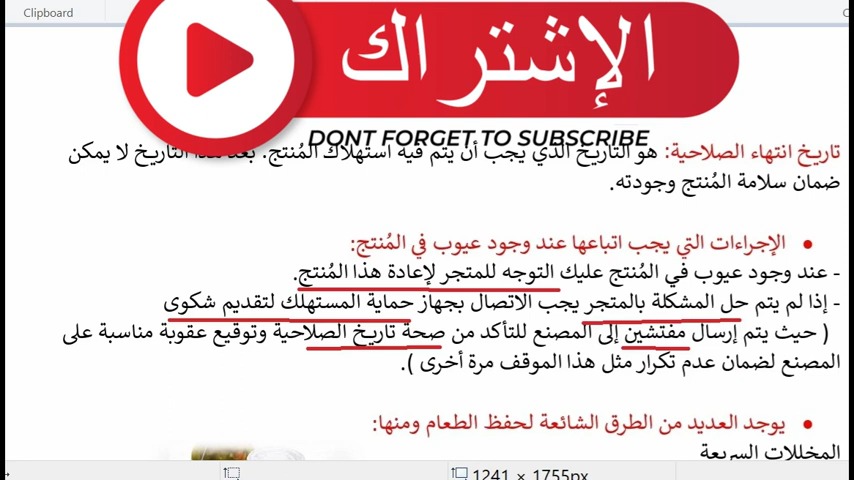 Clipboard
الإشتراك
DONT FORGET TO SUBSCRIBE
تاريخ انتهاء الصلاحية: هو التاريخ الذي يجب أن يتم فيه استهلاك المُنتج. بعد هذا التاريخ لا يمكن
ضمان سلامة المُنتج وجودته.
● الإجراءات التي يجب اتباعها عند وجود عيوب في المُنتج:
- عند وجود عيوب في المُنتج عليك التوجه للمتجر لإعادة هذا المُنتج.
- إذا لم يتم حل المشكلة بالمتجر يجب الاتصال بجهاز حماية المستهلك لتقديم شكوى
( حيث يتم إرسال مفتشين إلى المصنع للتأكد من صحة تاريخ الصلاحية وتوقيع عقوبة مناسبة على
المصنع لضمان عدم تكرار مثل هذا الموقف مرة أخرى ).
● يوجد العديد من الطرق الشائعة لحفظ الطعام ومنها:
المخللات السريعة
1241 × 1755px